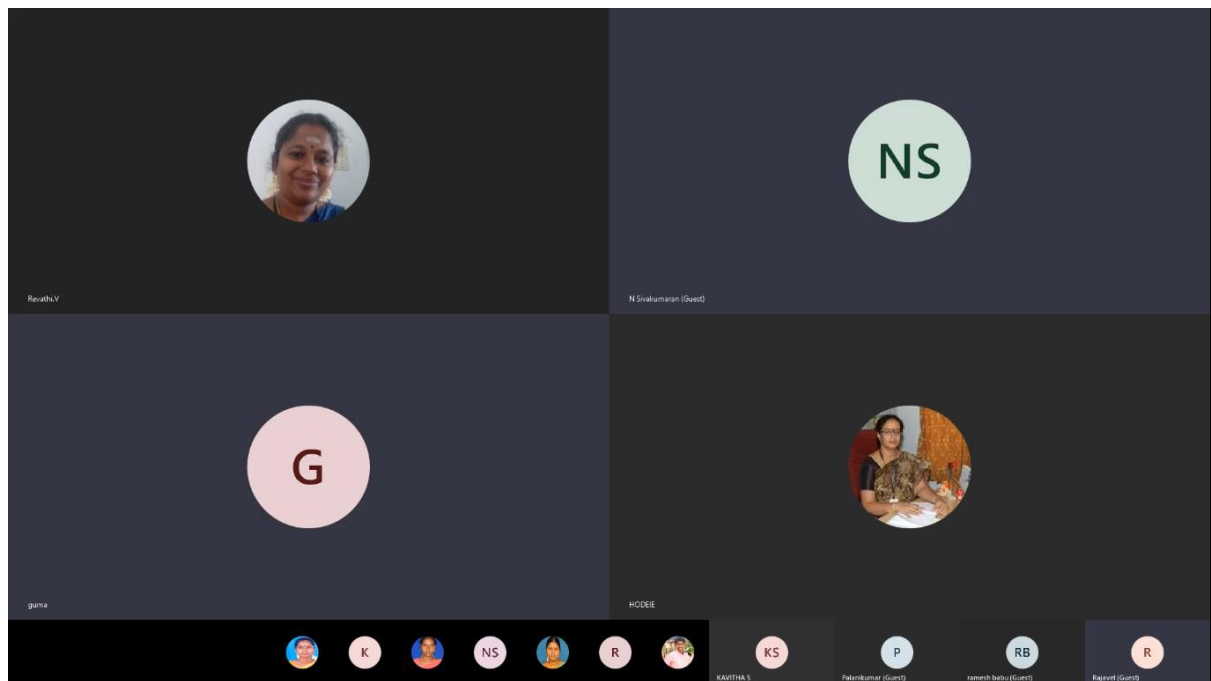 NS
Revathi.V
N Sivakumaran (Guest)
G
guma
HODEIE
K
NS
R
KS
P
RB
R
KAVITHA S
Palanikumar (Guest)
ramesh babu (Guest)
Rajavel (Guest)